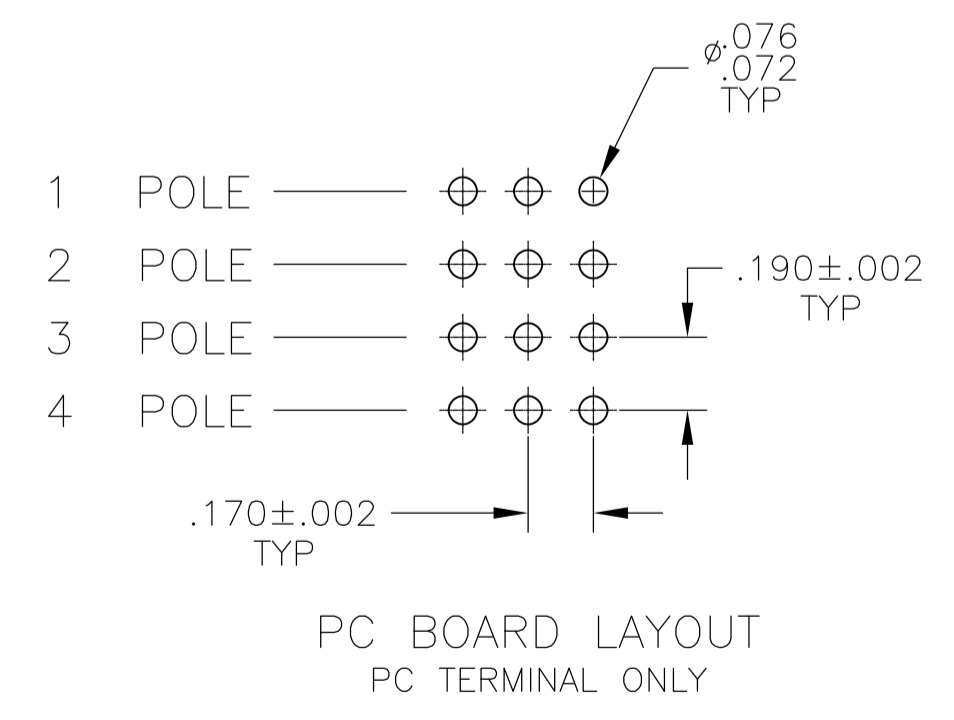 ⌀.076
.072
TYP
1 POLE
2 POLE
3 POLE
4 POLE
.190±.002
TYP
.170±.002
TYP
PC BOARD LAYOUT
PC TERMINAL ONLY